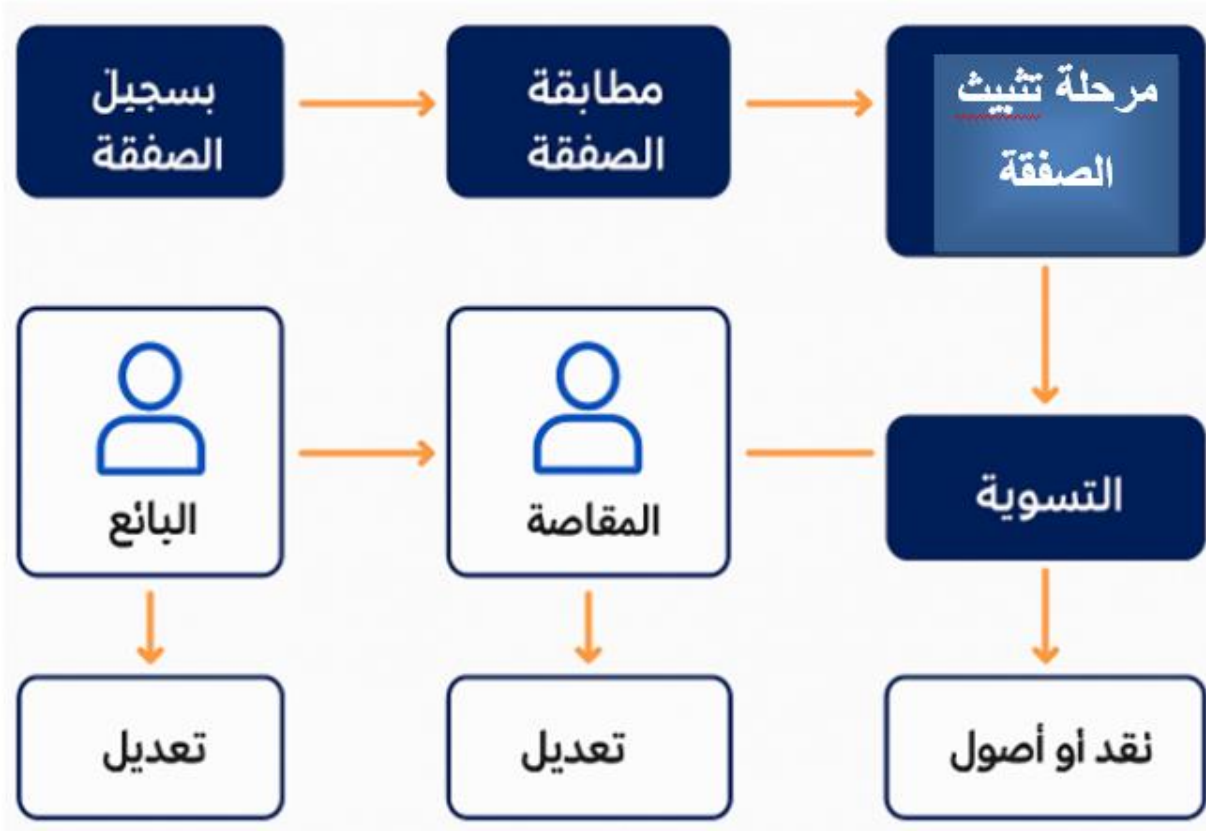 بسجيل
الصفقة
مطابقة
الصفقة
مرحلة تثبيث
الصفقة
البائع
المقاصة
التسوية
تعديل
تعديل
نقد أو أصول